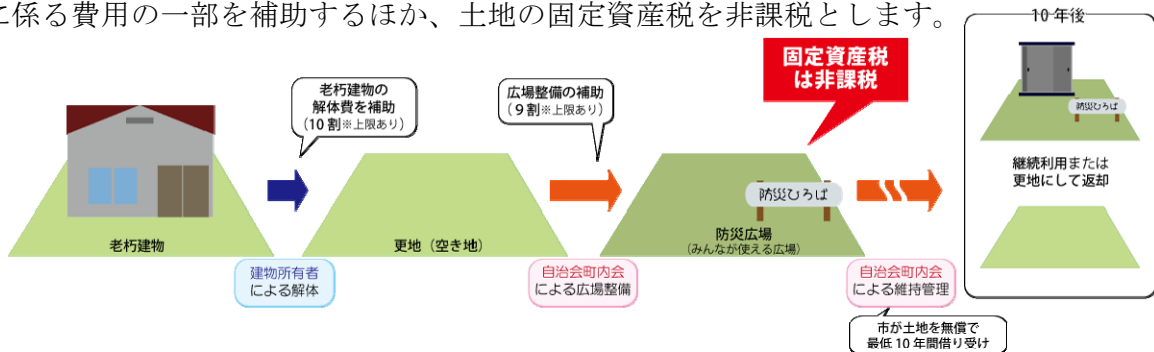 に係る費用の一部を補助するほか、土地の固定資産税を非課税とします。
10年後
固定資産税
は非課税
老朽建物の
解体費を補助
(10割※上限あり)
広場整備の補助
(9割※上限あり)
防災ひろば
継続利用または
更地にして返却
防災ひろば
老朽建物
更地(空き地)
防災広場
(みんなが使える広場)
建物所有者
による解体
自治会町内会
による広場整備
自治会町内会
による維持管理
市が土地を無償で
最低10年間借り受け